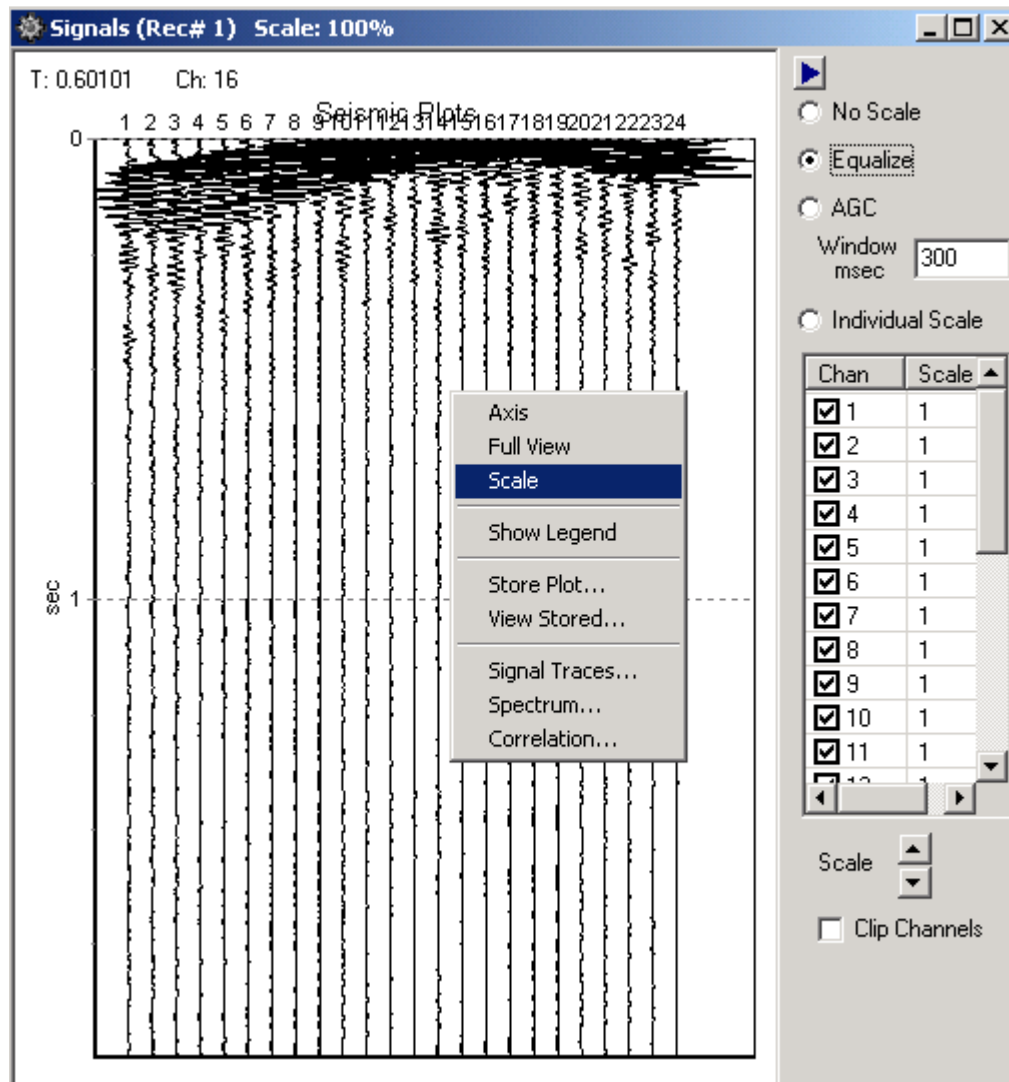 Signals (Rec# 1) Scale: 100%
T: 0.60101 Ch: 16
Seismic Plots
1 2 3 4 5 6 7 8 9 10 11 12 13 14 15 16 17 18 19 20 21 22 23 24
0
sec 1
Axis
Full View
Scale
Show Legend
Store Plot...
View Stored...
Signal Traces...
Spectrum...
Correlation...
No Scale
Equalize
AGC
Window
msec 300
Individual Scale
Chan Scale
1 1
2 1
3 1
4 1
5 1
6 1
7 1
8 1
9 1
10 1
11 1
Scale
Clip Channels